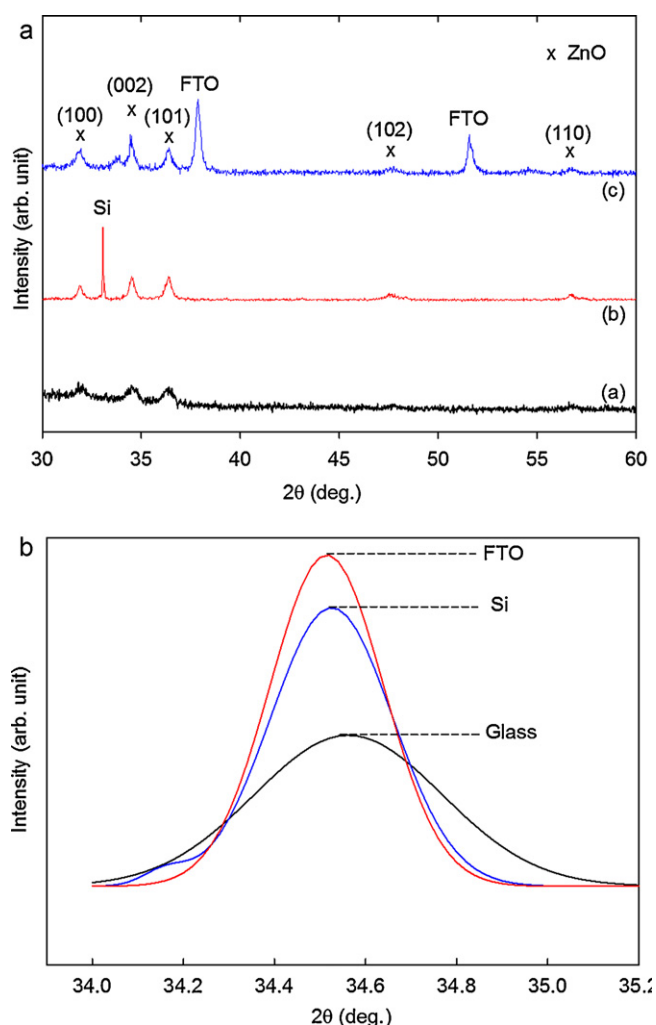 a
x ZnO
FTO
(002)
(100)
x
x
(101)
x
FTO
(102)
x
(110)
x
(c)
Si
(b)
(a)
Intensity (arb. unit)
30 35 40 45 50 55 60
2θ (deg.)
b
FTO
Si
Glass
Intensity (arb. unit)
34.0 34.2 34.4 34.6 34.8 35.0 35.2
2θ (deg.)